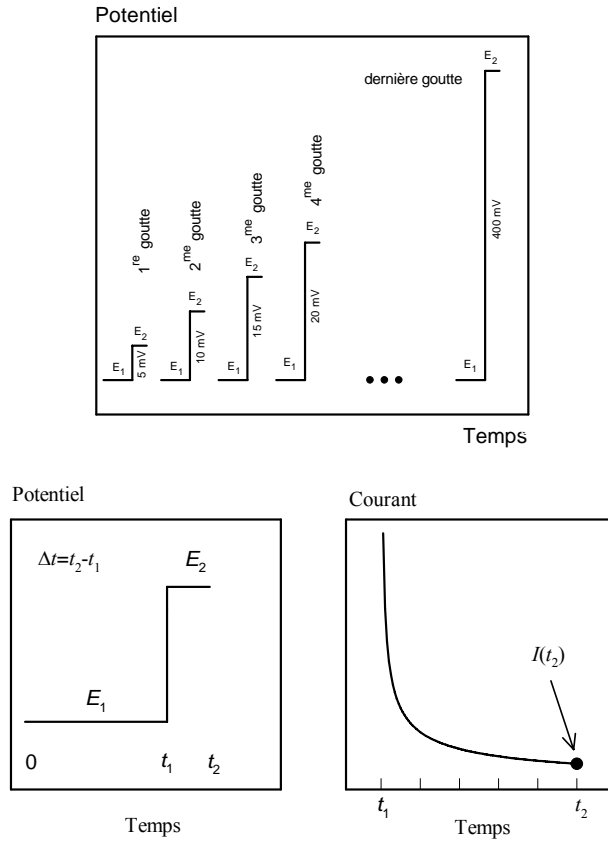 Potentiel
dernière goutte
E2
400 mV
E1
1re goutte
E2
5 mV
E1
2me goutte
E2
10 mV
E1
3me goutte
E2
15 mV
E1
4me goutte
E2
20 mV
E1
Temps
Potentiel
Δt=t2-t1
E2
E1
0 t1 t2
Temps
Courant
I(t2)
t1 t2
Temps